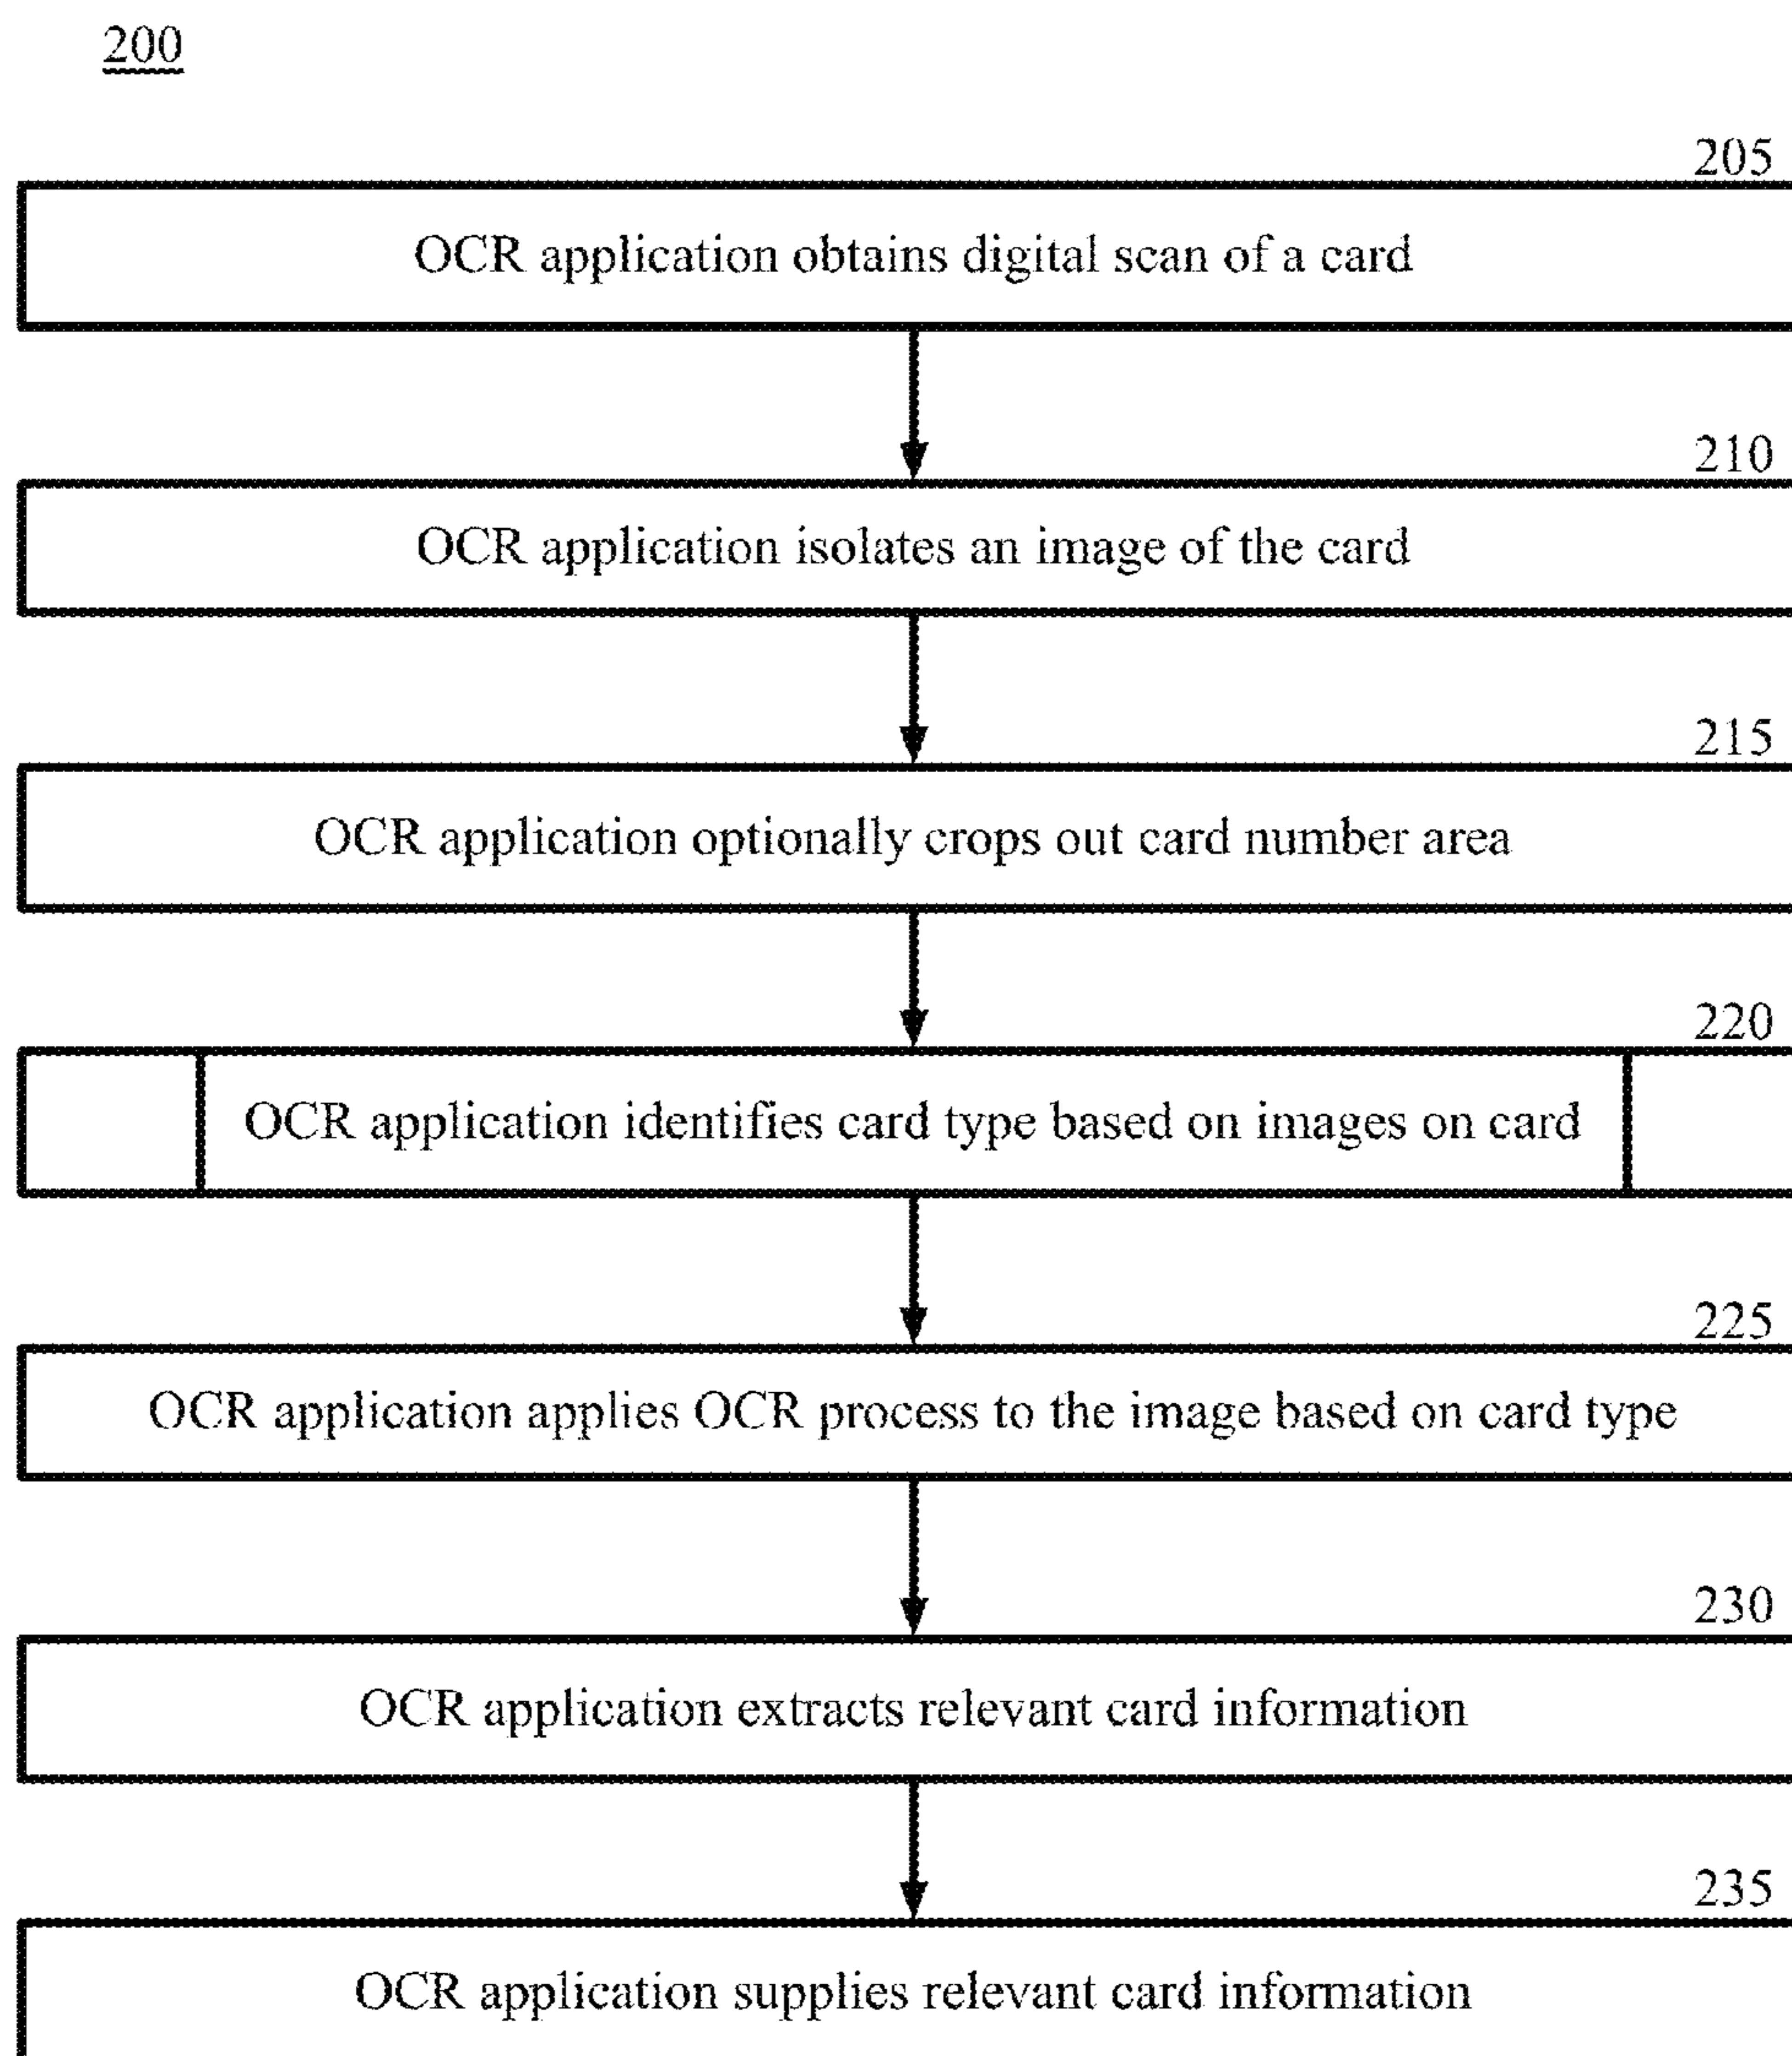 200
205
OCR application obtains digital scan of a card
210
OCR application isolates an image of the card
215
OCR application optionally crops out card number area
220
OCR application identifies card type based on images on card
225
OCR application applies OCR process to the image based on card type
230
OCR application extracts relevant card information
235
OCR application supplies relevant card information